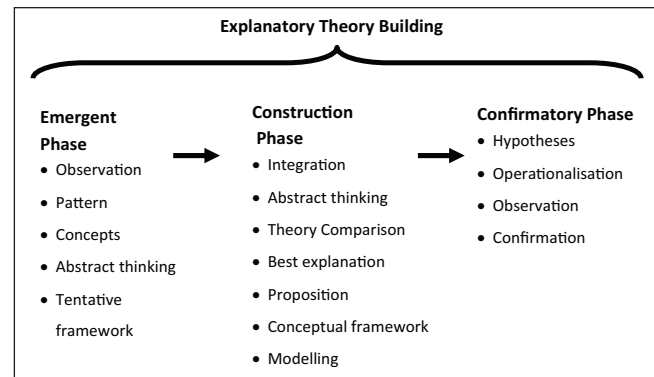 Explanatory Theory Building
Emergent
Phase
• Observation
• Pattern
• Concepts
• Abstract thinking
• Tentative
framework
Construction
Phase
• Integration
• Abstract thinking
• Theory Comparison
• Best explanation
• Proposition
• Conceptual framework
• Modelling
Confirmatory Phase
• Hypotheses
• Operationalisation
• Observation
• Confirmation